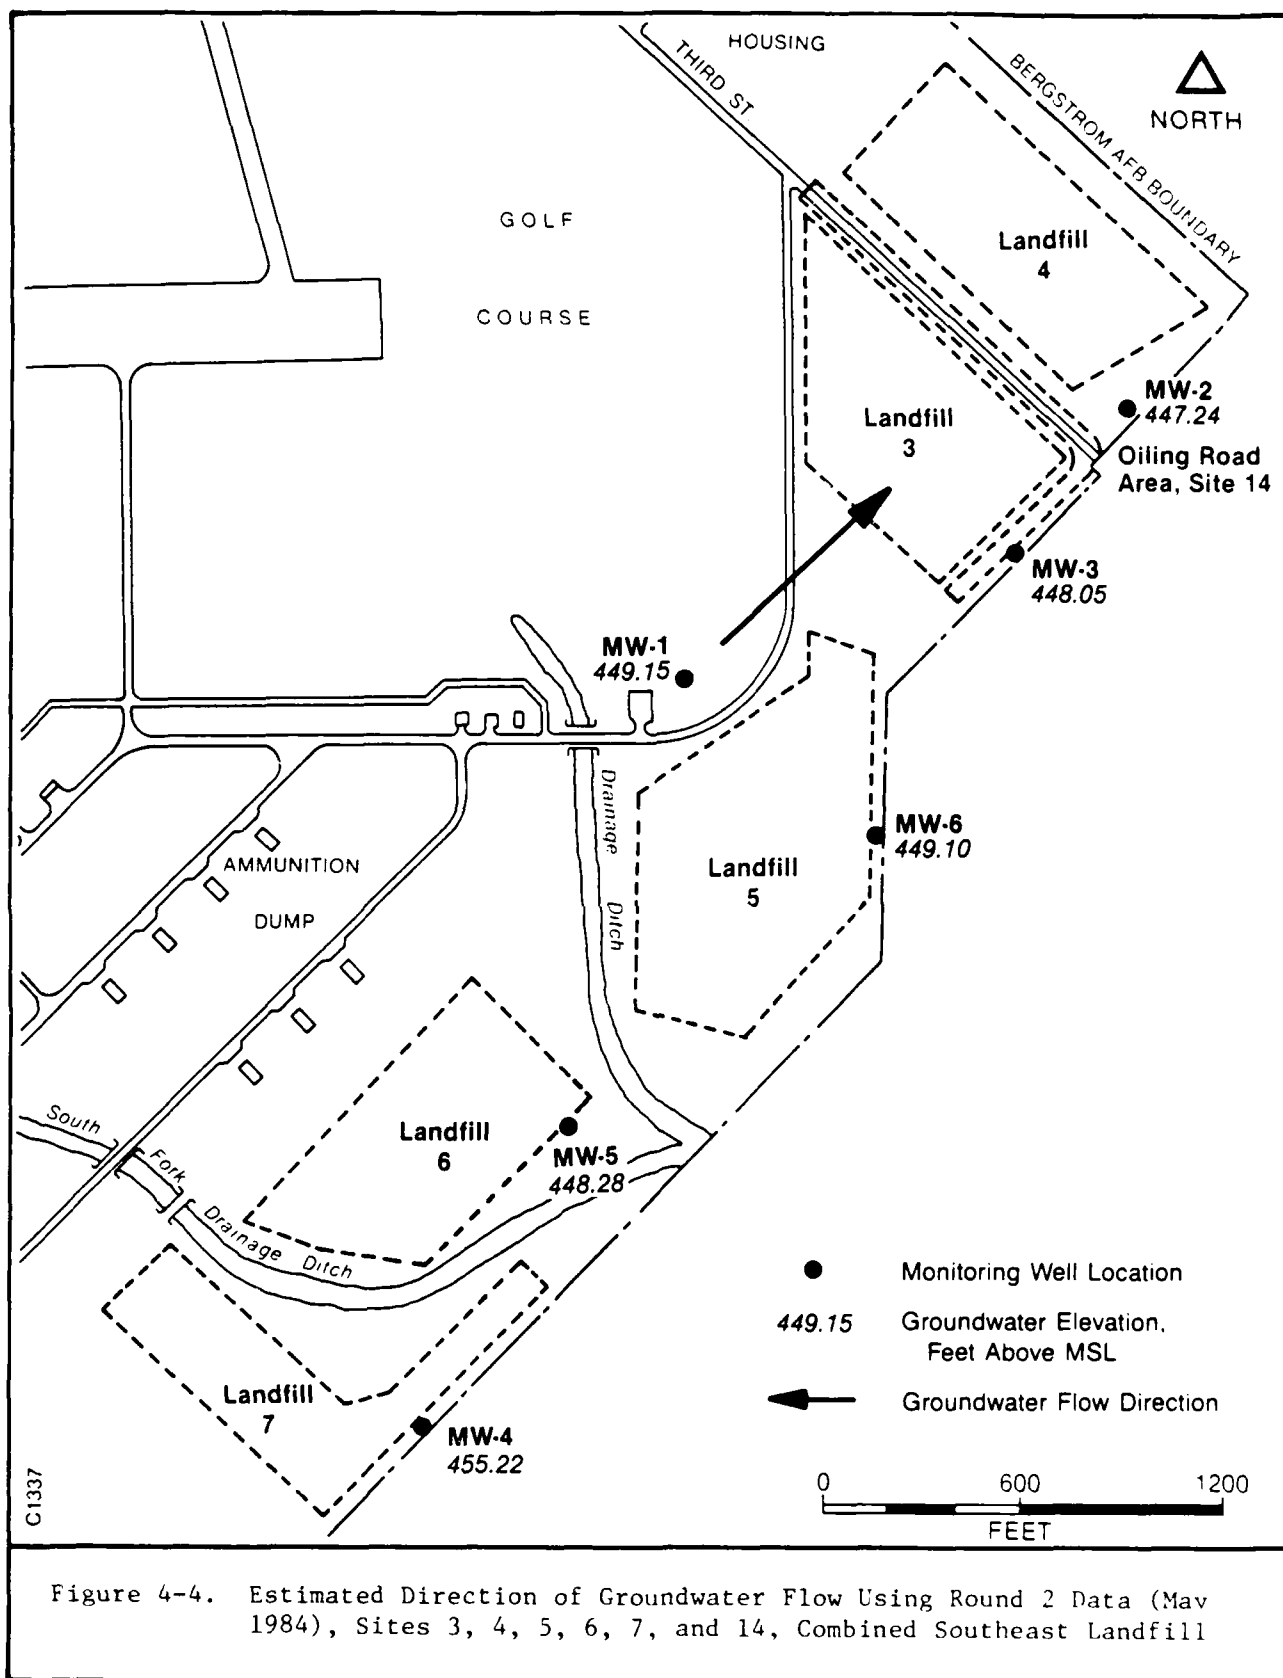 HOUSING
THIRD ST.
BERGSTROM AFB BOUNDARY
NORTH
GOLF
COURSE
Landfill
4
Landfill
3
MW-2
447.24
Oiling Road
Area, Site 14
MW-3
448.05
MW-1
449.15
Drainage
Ditch
MW-6
449.10
Landfill
5
AMMUNITION
DUMP
South
Fork
Drainage
Ditch
Landfill
6
MW-5
448.28
Landfill
7
MW-4
455.22
Monitoring Well Location
449.15 Groundwater Elevation,
Feet Above MSL
Groundwater Flow Direction
0 600 1200
FEET
C1337
Figure 4-4. Estimated Direction of Groundwater Flow Using Round 2 Data (May
1984), Sites 3, 4, 5, 6, 7, and 14, Combined Southeast Landfill